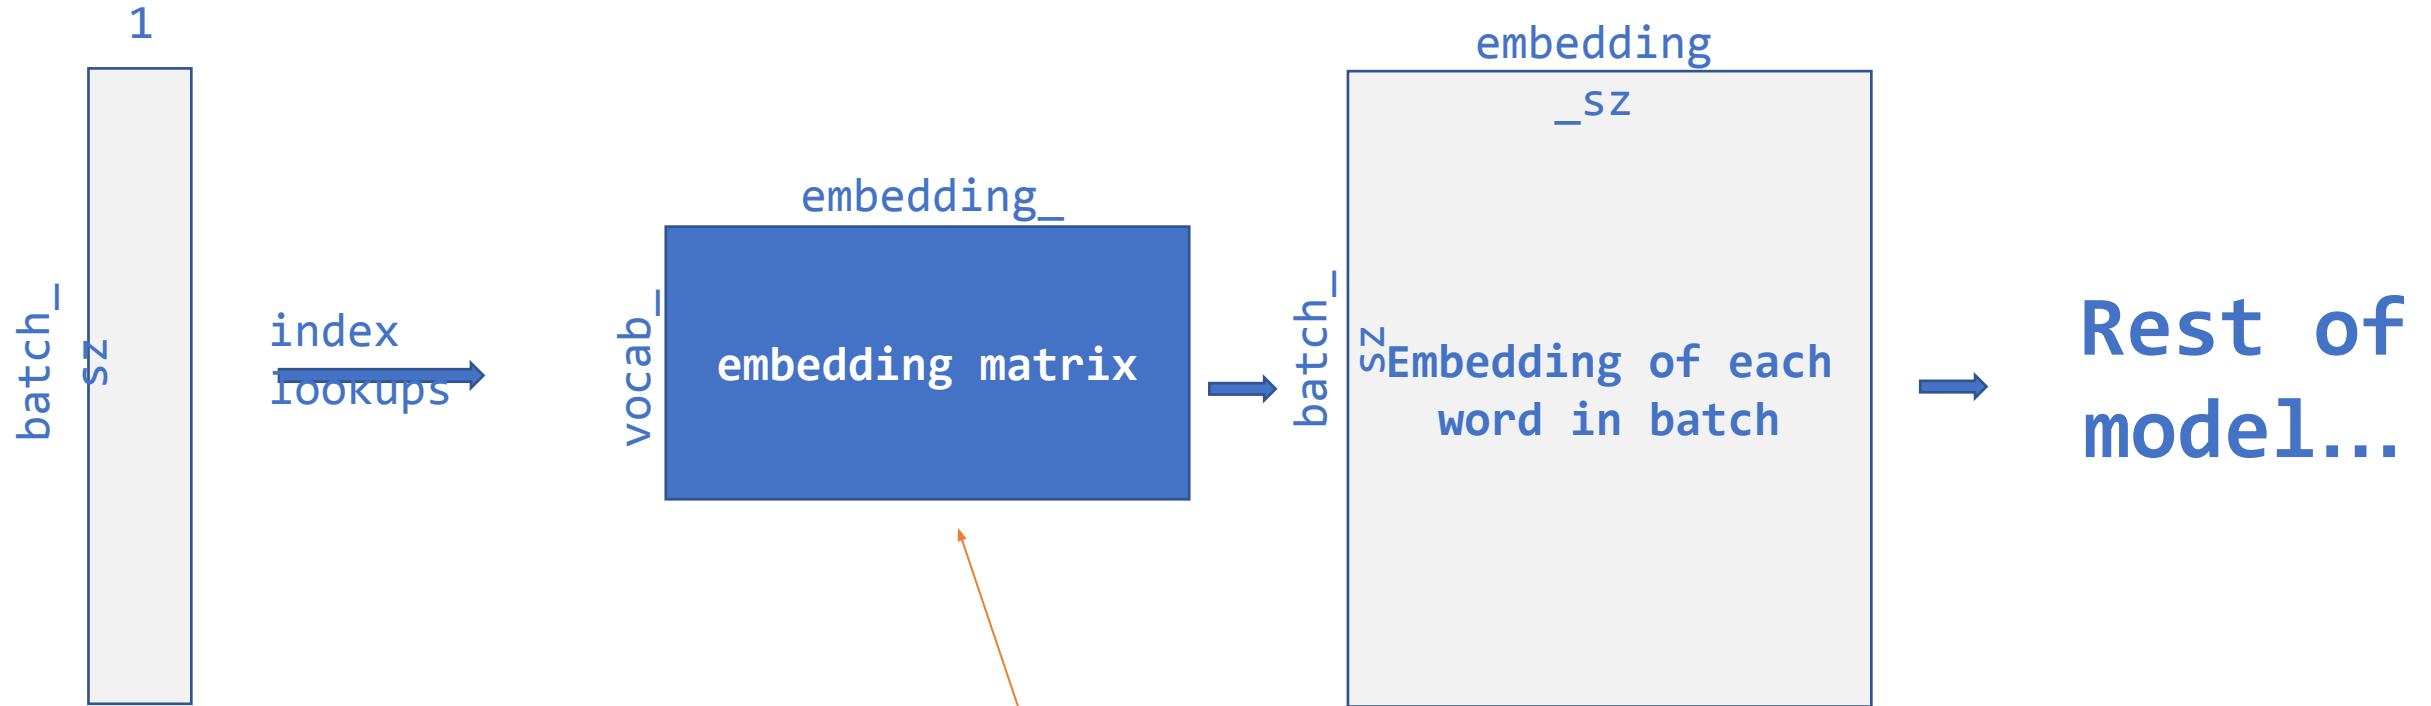 1
batch_
sz
index
lookups
embedding_
vocab_
embedding matrix
embedding
_sz
batch_
sz
Embedding of each
word in batch
Rest of
model...